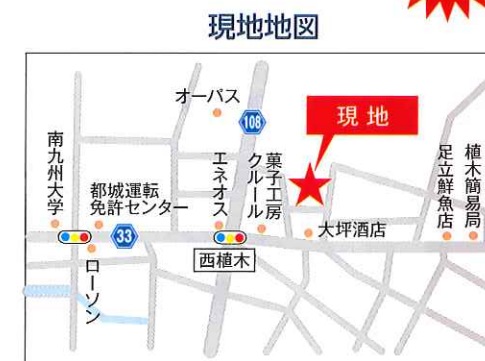 現地地図
オーパス
108
現地
南九州大学
都城運転
免許センター
エネオス
菓子工房
クルール
足立鮮魚店
植木簡易局
33
大坪酒店
西植木
ローソン